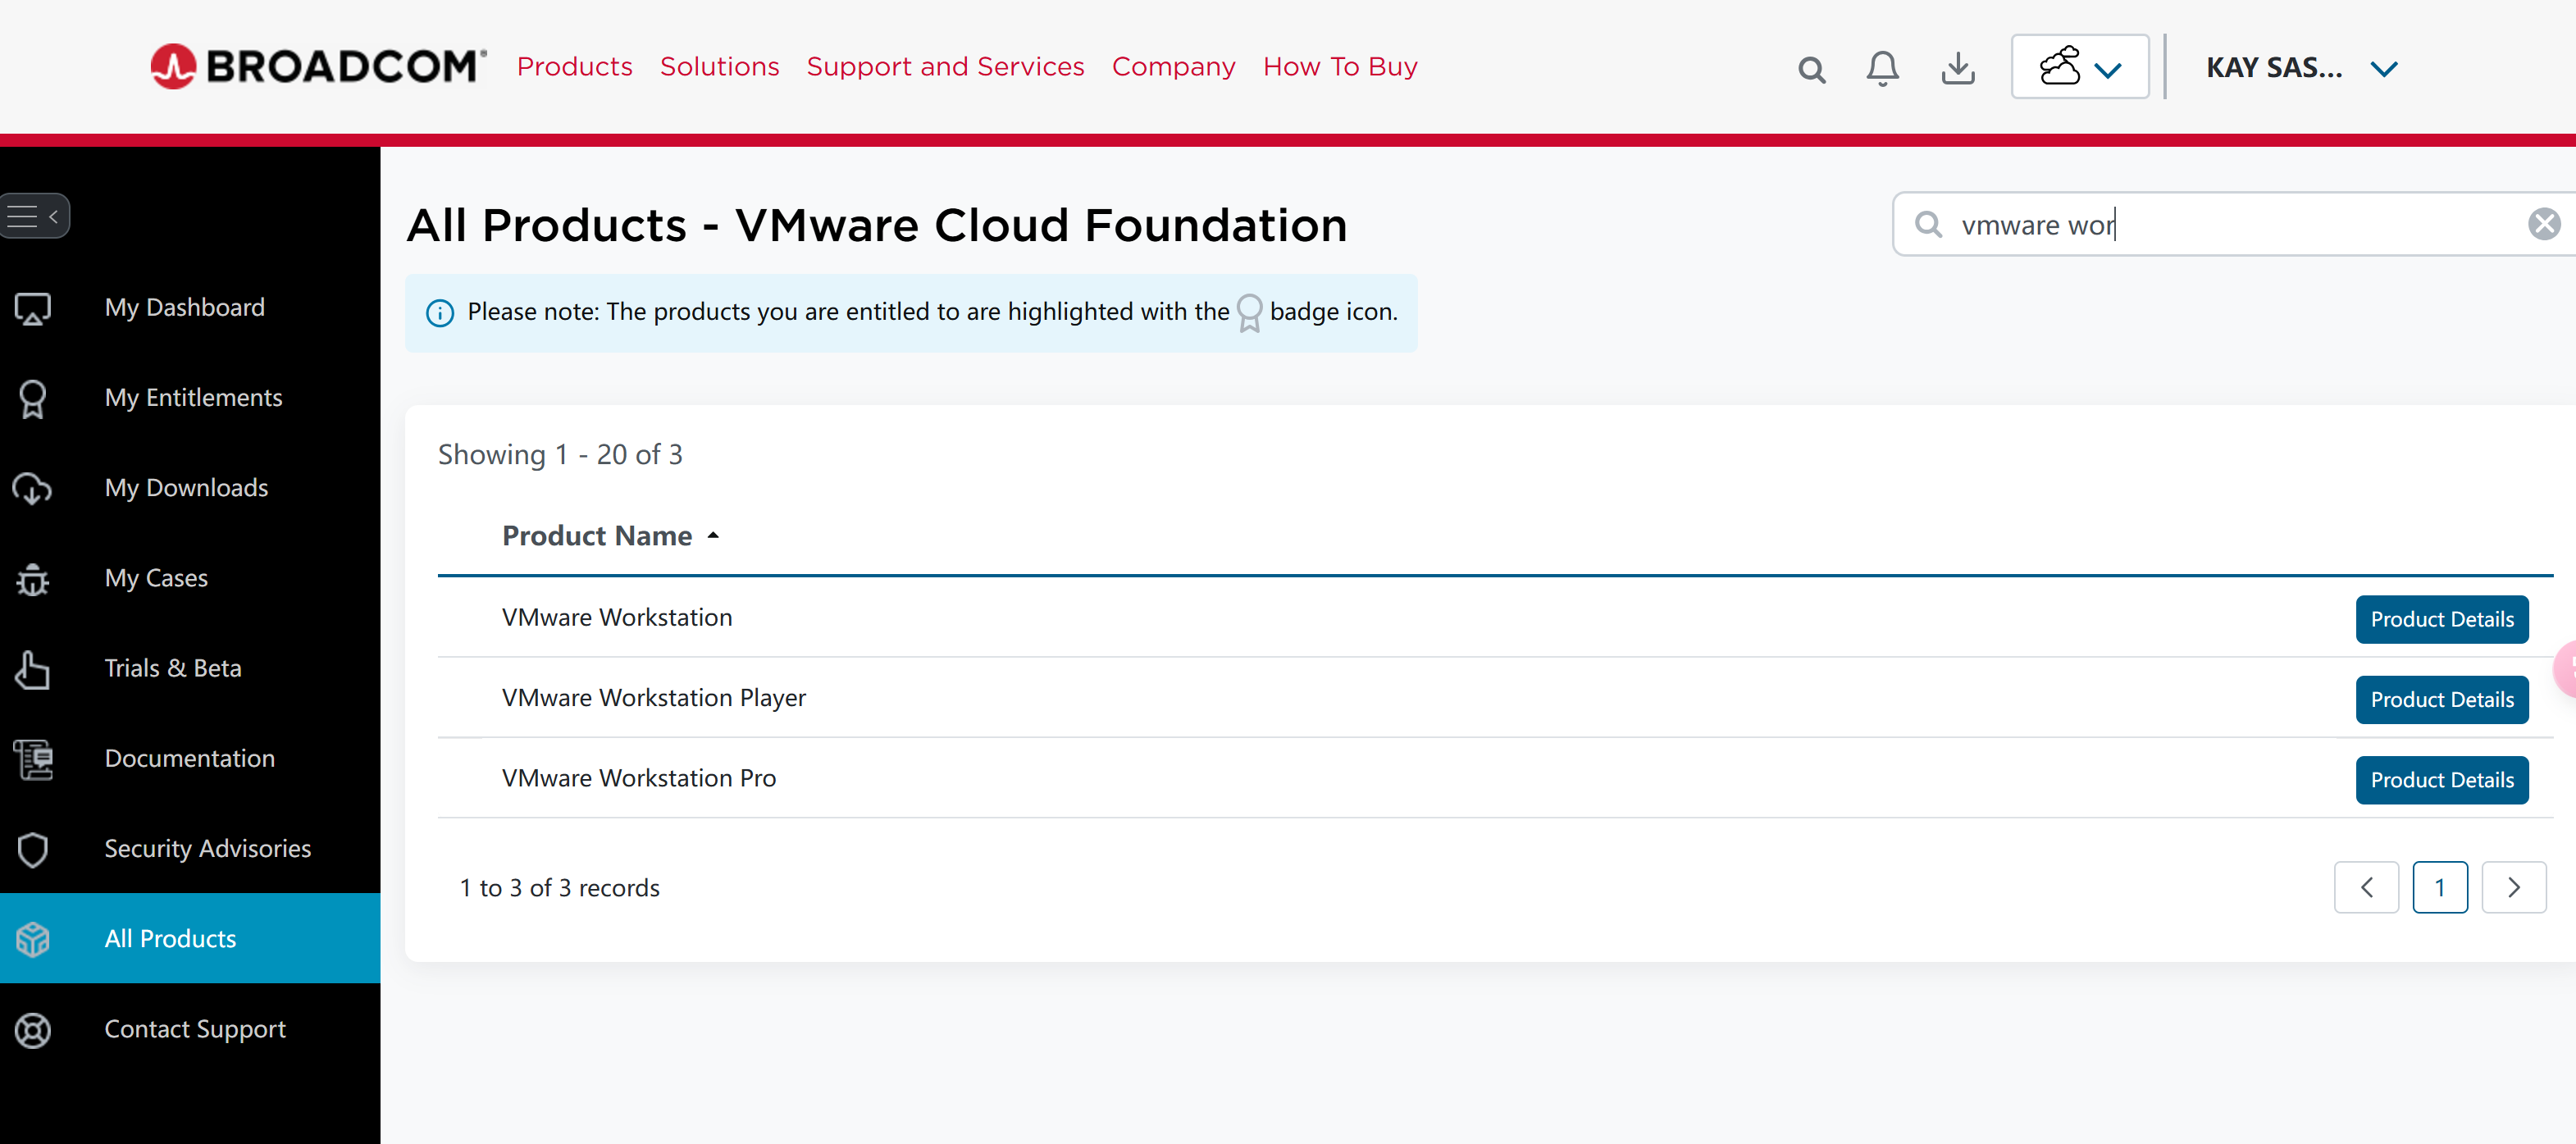 BROADCOM
Products Solutions Support and Services Company How To Buy
KAY SAS...
All Products - VMware Cloud Foundation
vmware wor
Please note: The products you are entitled to are highlighted with the badge icon.
My Dashboard
My Entitlements
My Downloads
My Cases
Trials & Beta
Documentation
Security Advisories
All Products
Contact Support
Showing 1 - 20 of 3
Product Name
VMware Workstation Product Details
VMware Workstation Player Product Details
VMware Workstation Pro Product Details
1 to 3 of 3 records
1